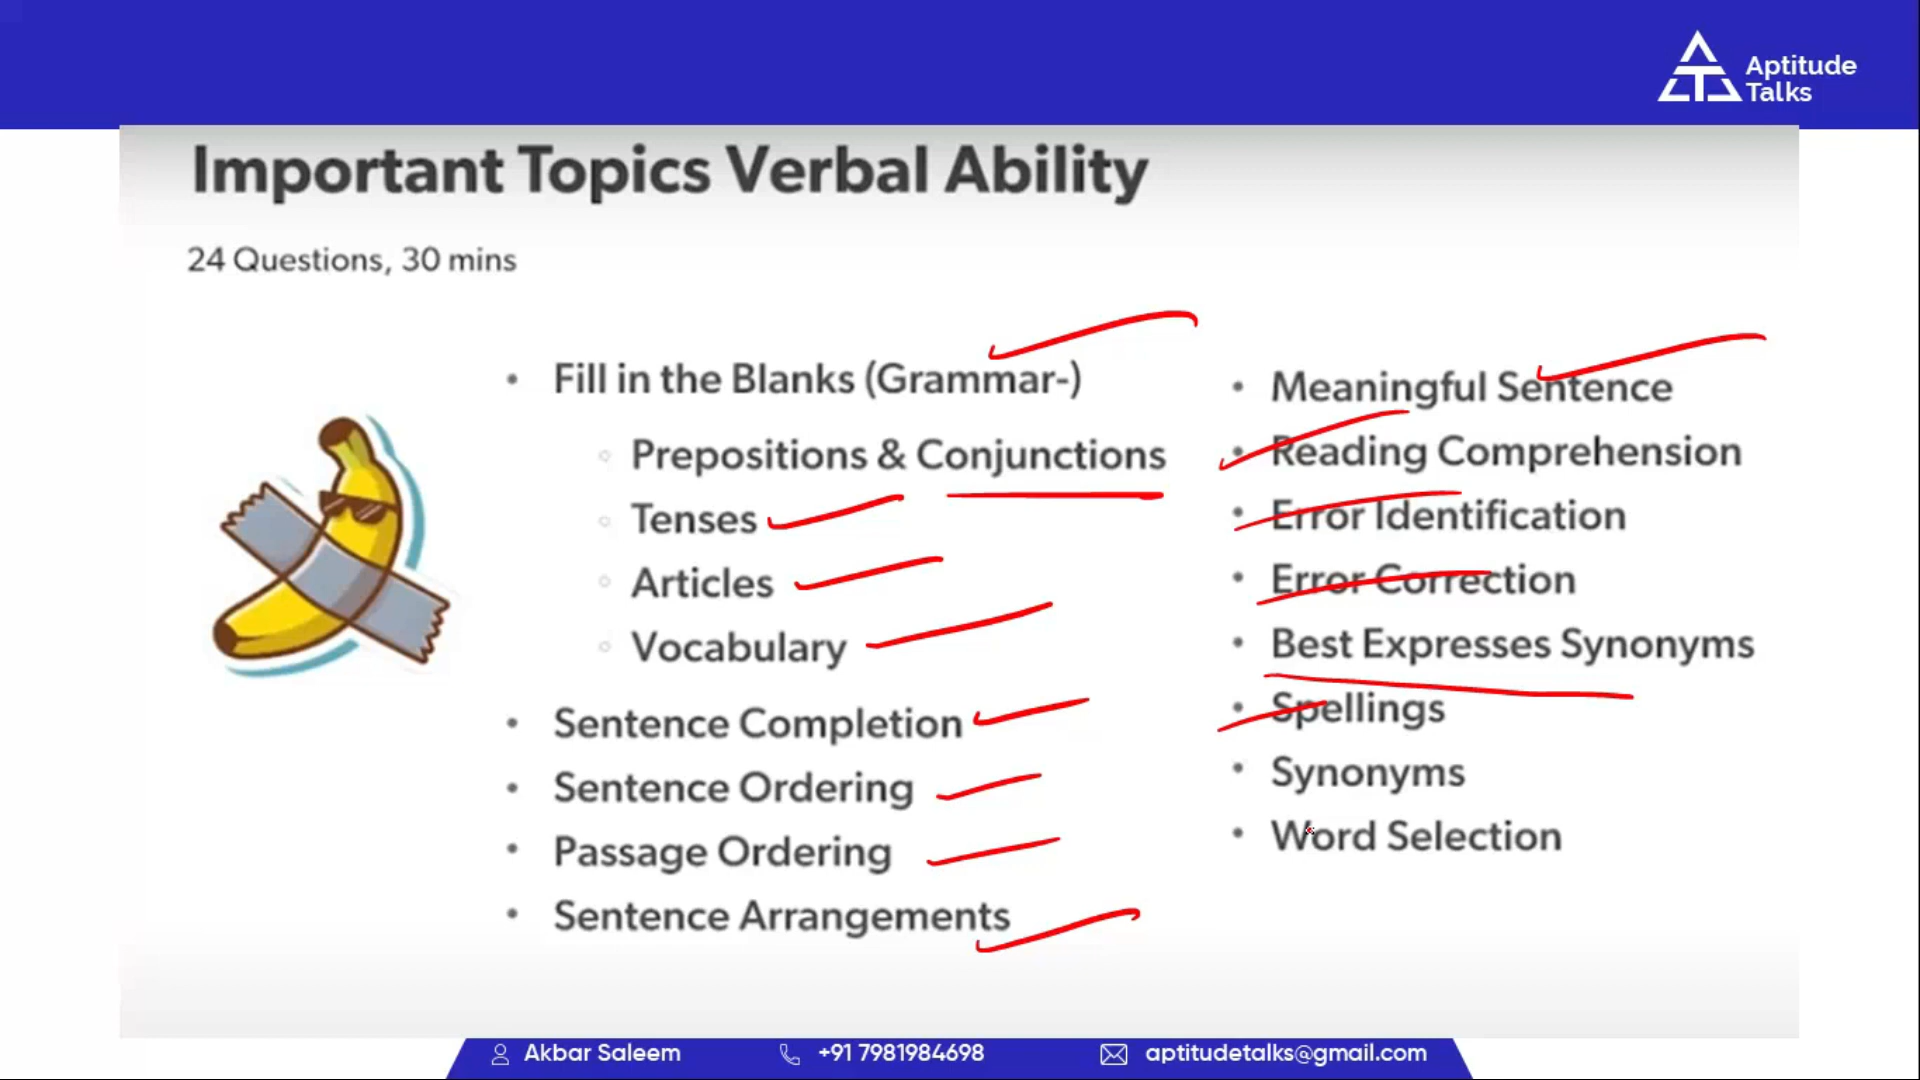 Aptitude
Talks
Important Topics Verbal Ability
24 Questions, 30 mins
• Fill in the Blanks (Grammar-)
○ Prepositions & Conjunctions
○ Tenses
○ Articles
○ Vocabulary
• Sentence Completion
• Sentence Ordering
• Passage Ordering
• Sentence Arrangements
• Meaningful Sentence
• Reading Comprehension
• Error Identification
• Error Correction
• Best Expresses Synonyms
• Spellings
• Synonyms
• Word Selection
Akbar Saleem
+91 7981984698
aptitudetalks@gmail.com